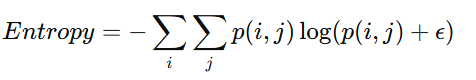 Entropy = − ∑_i ∑_j p(i, j) log(p(i, j) + ϵ)